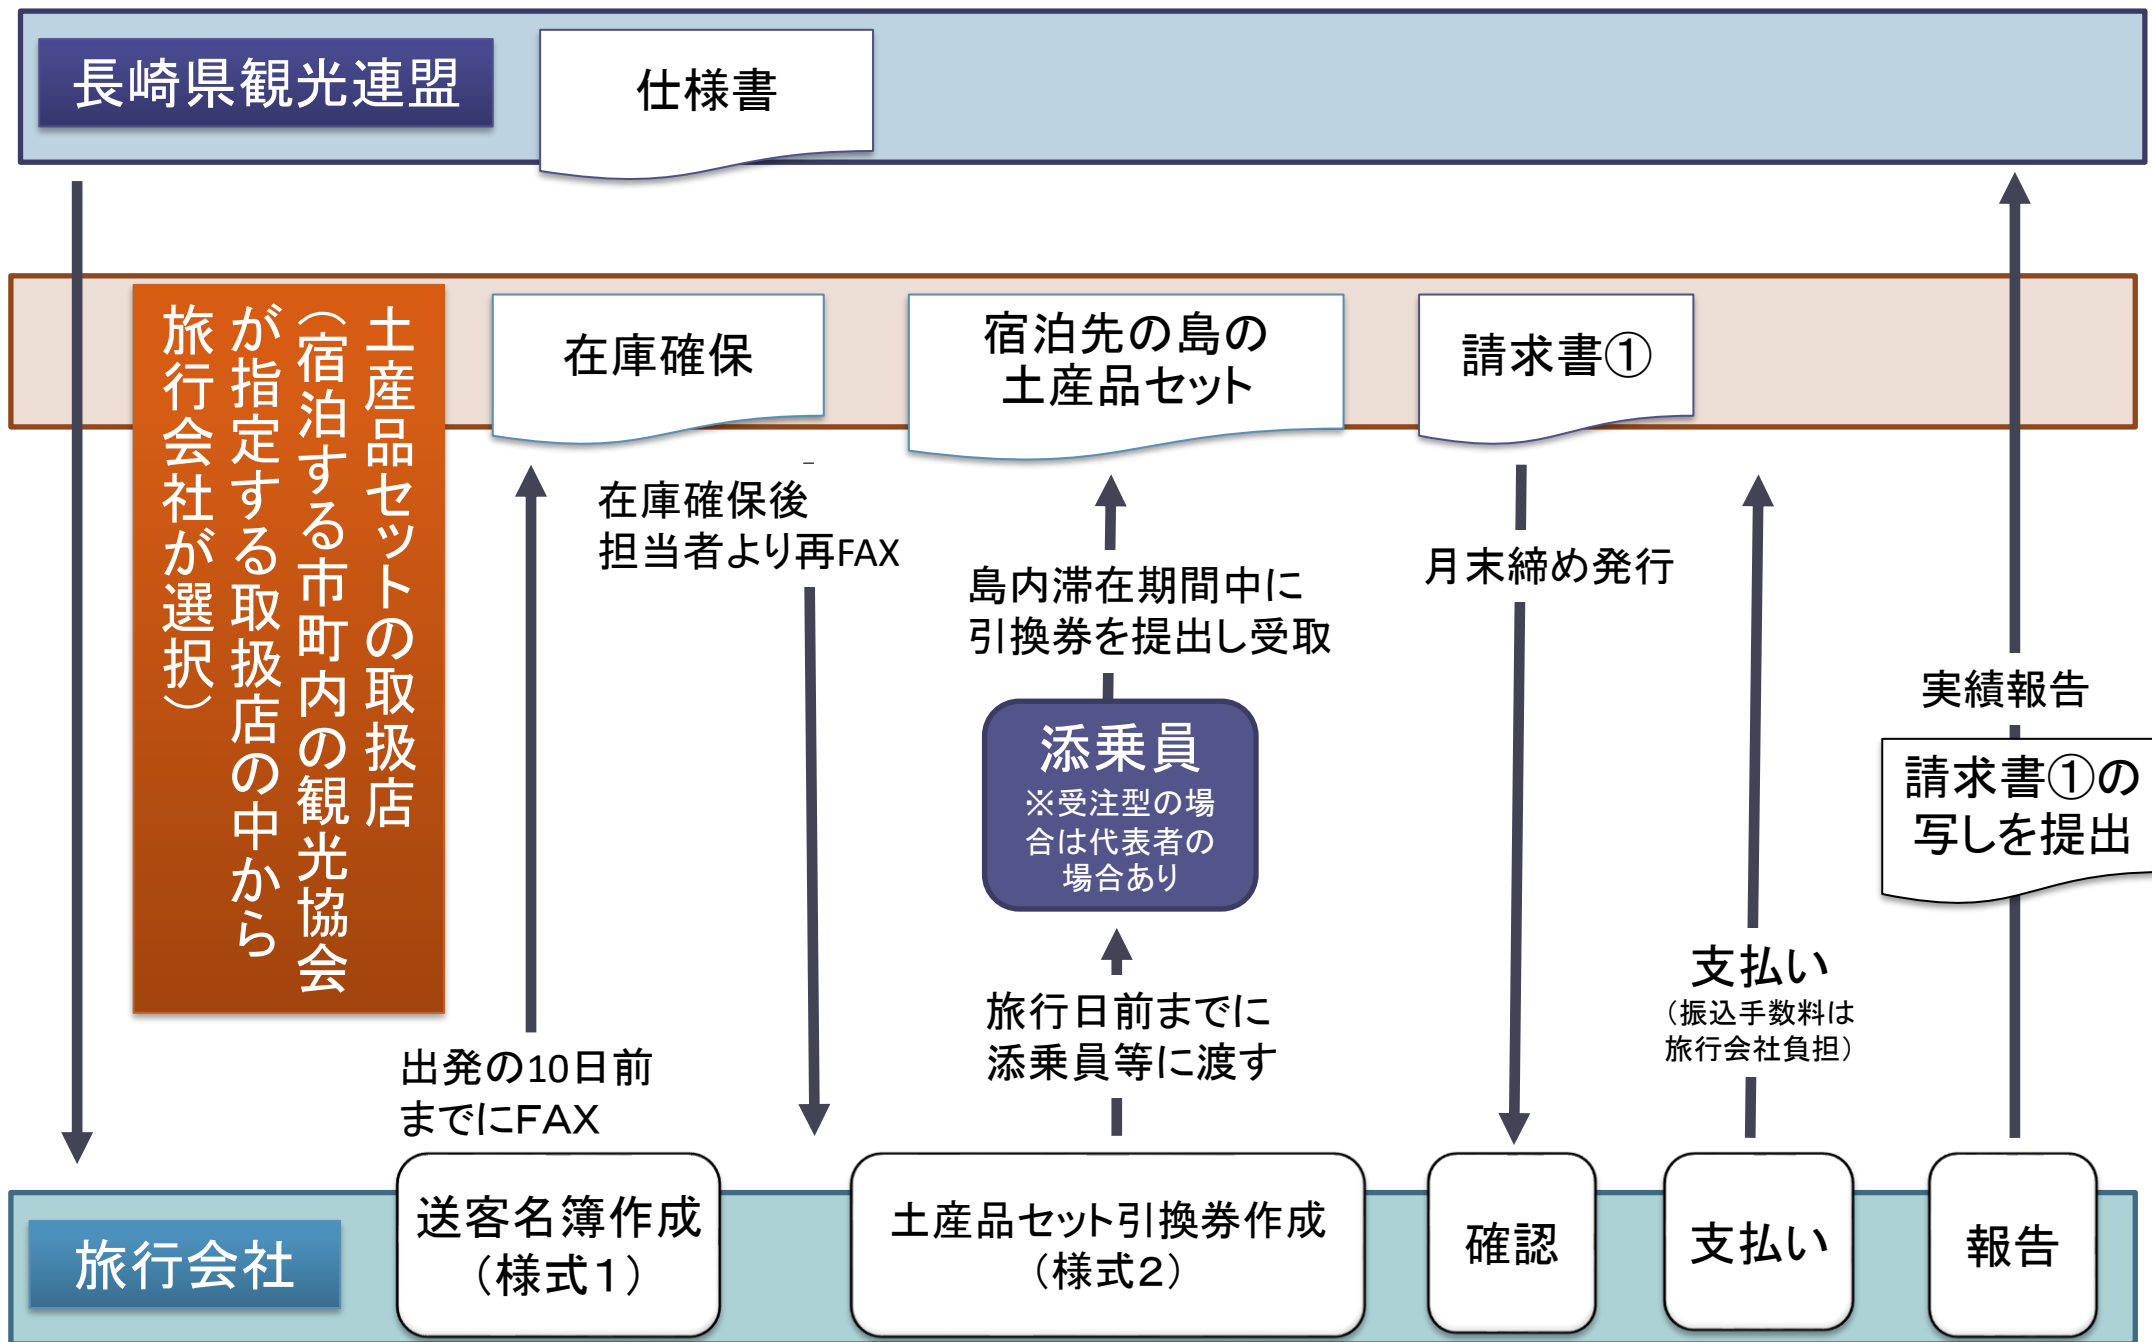 長崎県観光連盟
仕様書
土産品セットの取扱店
（宿泊する市町内の観光協会
が指定する取扱店の中から
旅行会社が選択）
在庫確保
宿泊先の島の
土産品セット
請求書①
在庫確保後
担当者より再FAX
島内滞在期間中に
引換券を提出し受取
月末締め発行
実績報告
請求書①の
写しを提出
添乗員
※受注型の場
合は代表者の
場合あり
支払い
（振込手数料は
旅行会社負担）
旅行日前までに
添乗員等に渡す
出発の10日前
までにFAX
旅行会社
送客名簿作成
（様式１）
土産品セット引換券作成
（様式２）
確認
支払い
報告